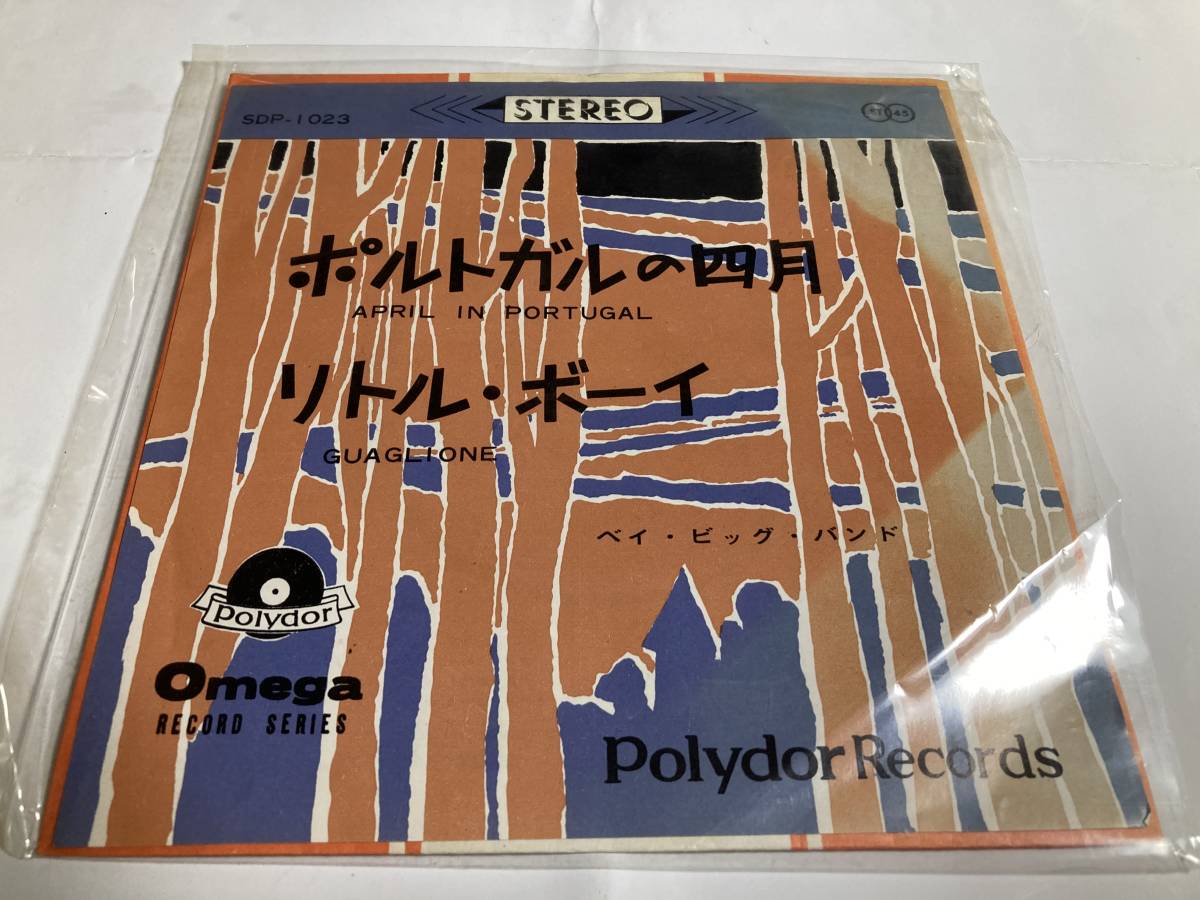 STEREO
SDP-1023
45
ポルトガルの四月
APRIL IN PORTUGAL
リトル・ボーイ
GUAGLIONE
ベイ・ビッグ・バンド
polydor
Omega
RECORD SERIES
Polydor Records